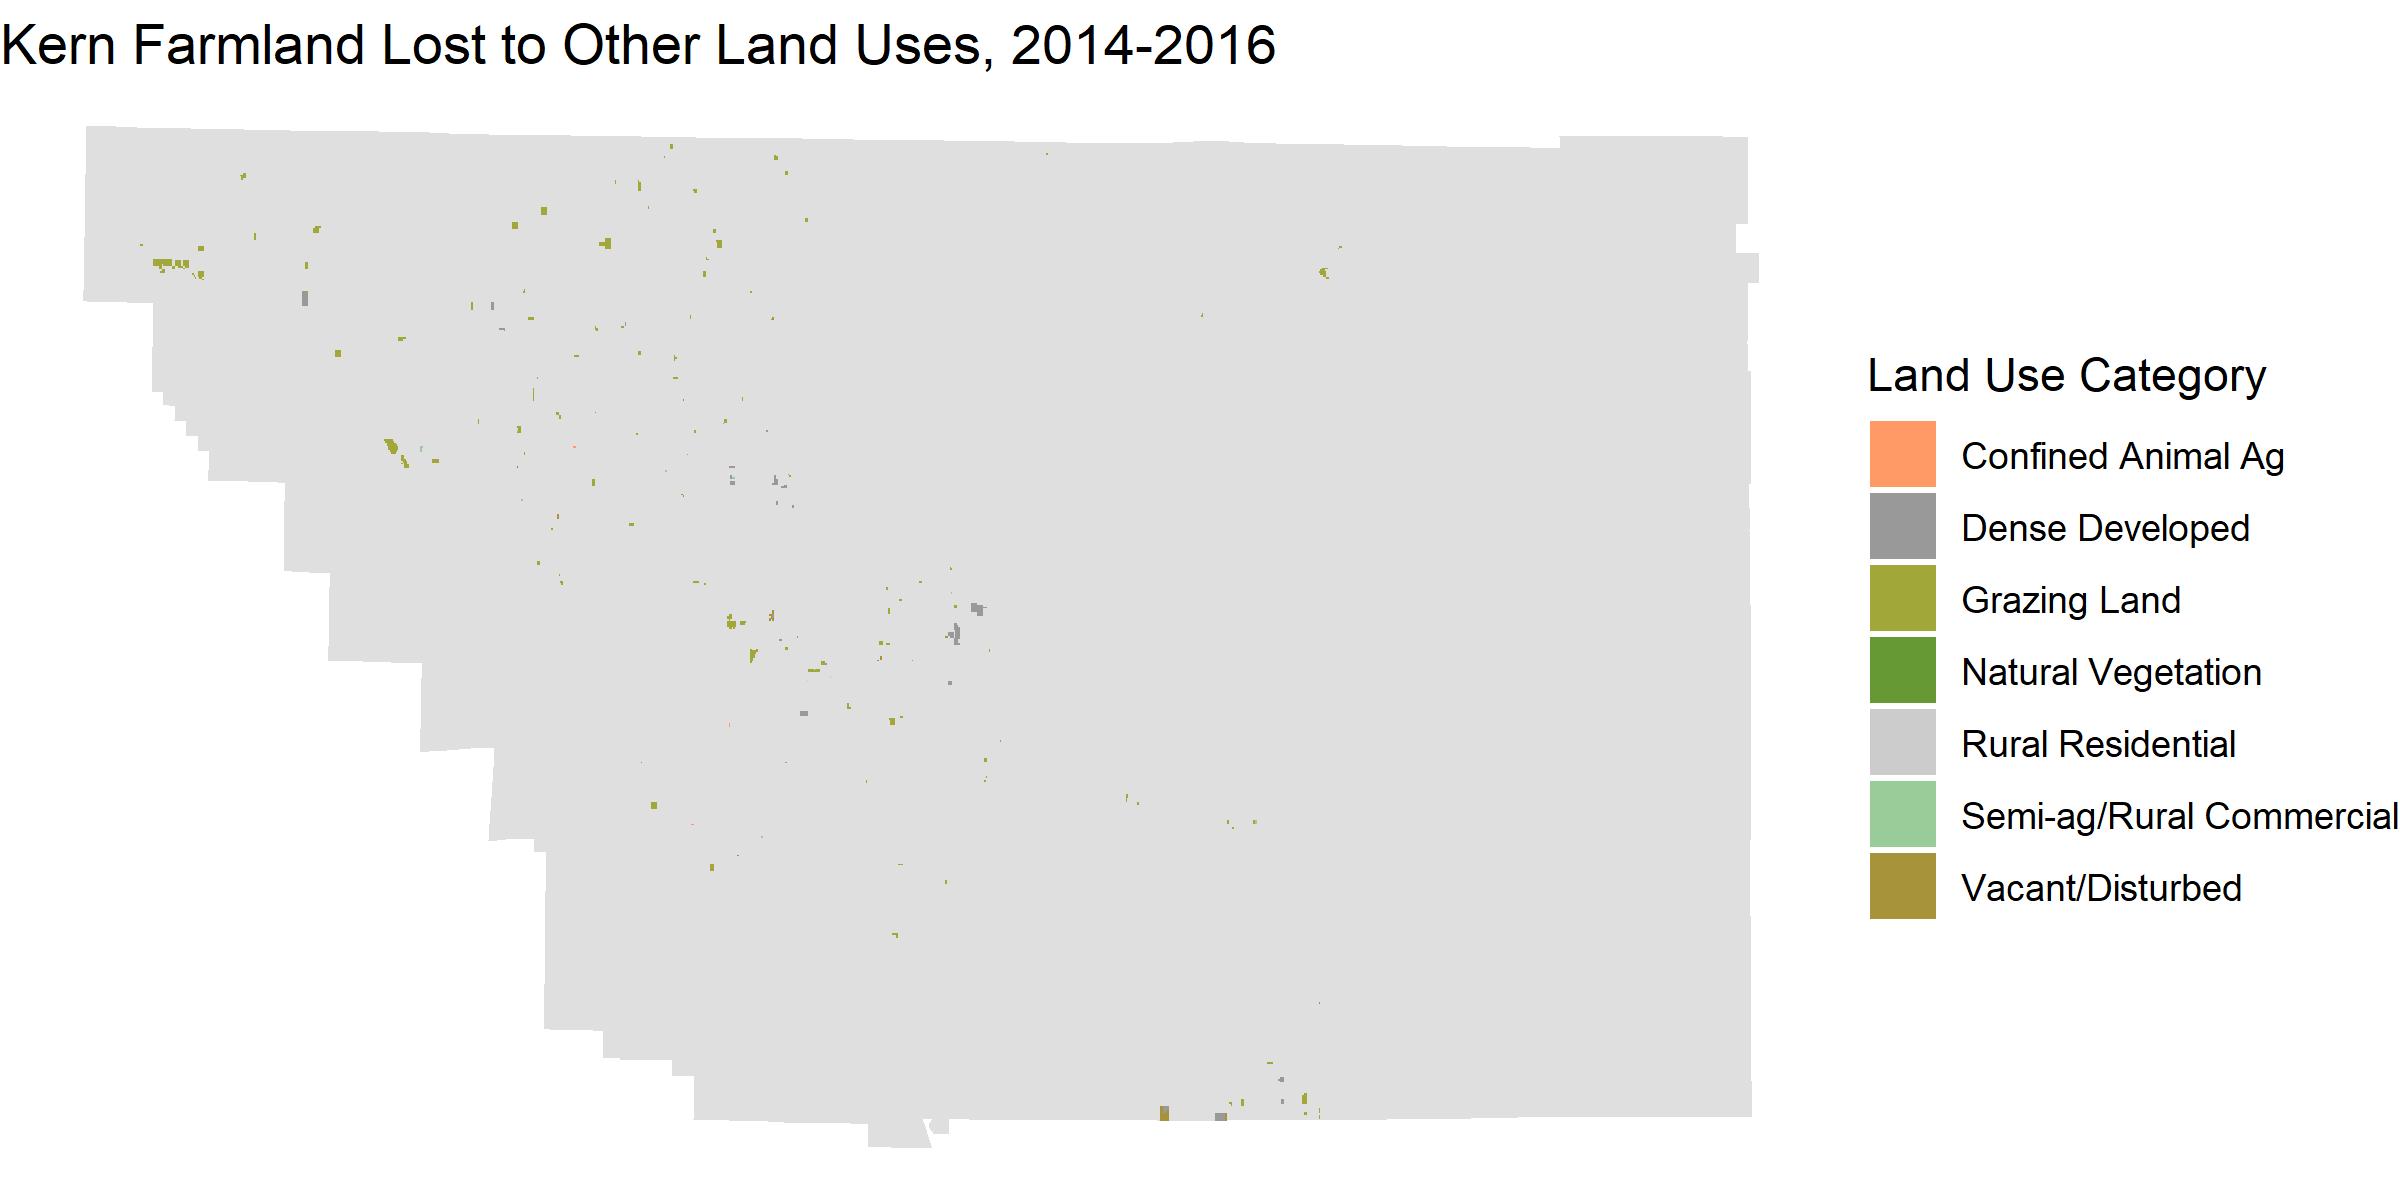 Kern Farmland Lost to Other Land Uses, 2014-2016
Land Use Category
Confined Animal Ag
Dense Developed
Grazing Land
Natural Vegetation
Rural Residential
Semi-ag/Rural Commercial
Vacant/Disturbed